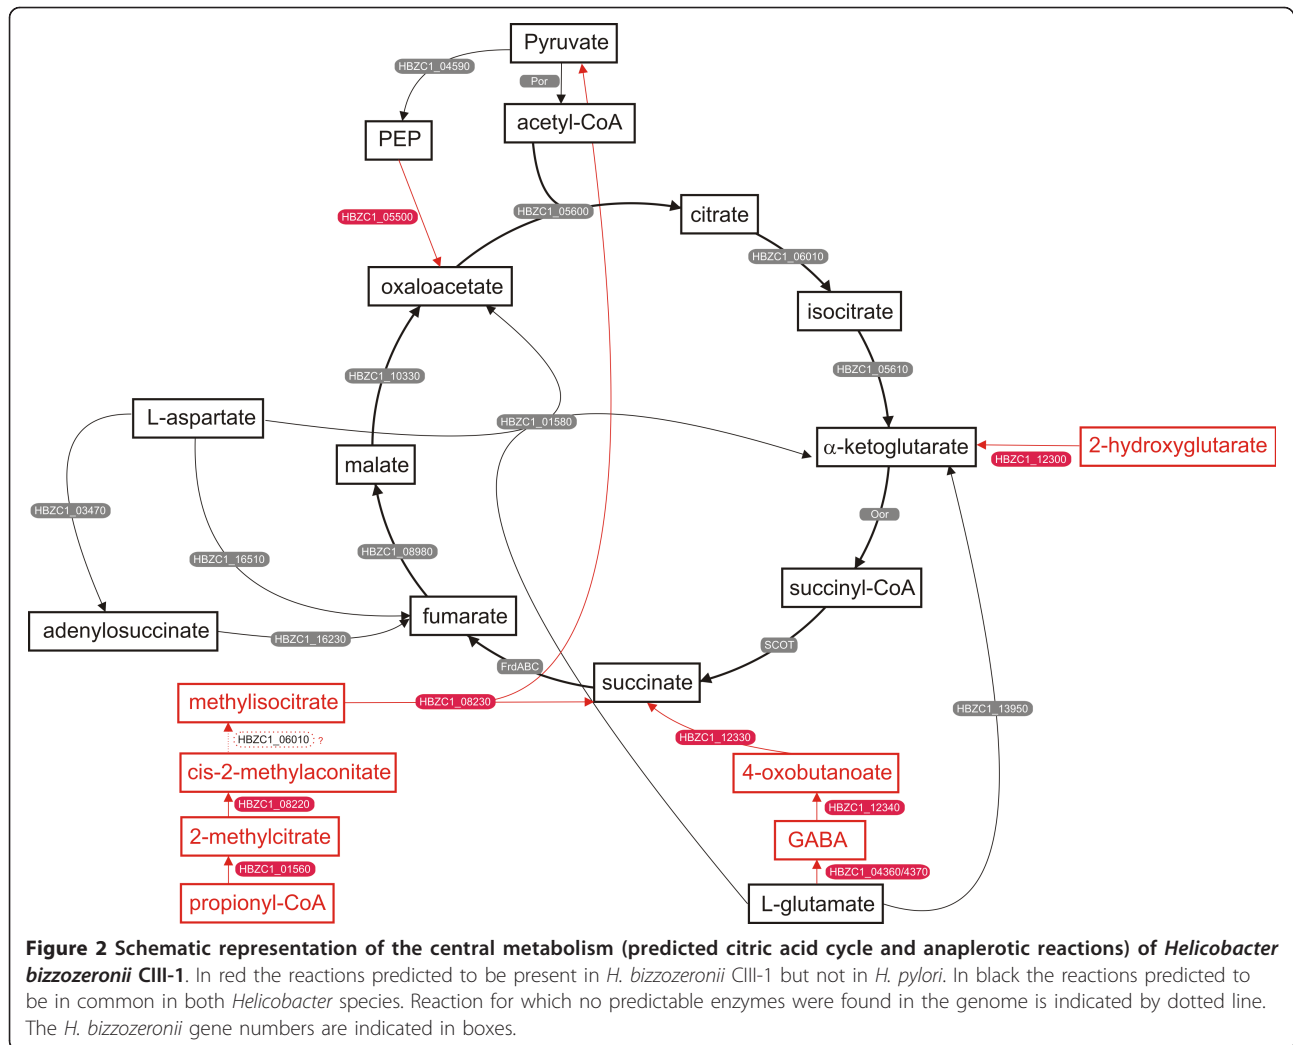 Pyruvate
HBZC1_04590
Por
acetyl-CoA
PEP
HBZC1_05500
HBZC1_05600
citrate
HBZC1_06010
oxaloacetate
isocitrate
HBZC1_10330
HBZC1_05610
L-aspartate
HBZC1_01580
malate
α-ketoglutarate
HBZC1_12300
2-hydroxyglutarate
HBZC1_03470
Oor
HBZC1_16510
HBZC1_08980
succinyl-CoA
adenylosuccinate
HBZC1_16230
fumarate
SCOT
FrdABC
succinate
methylisocitrate
HBZC1_08230
HBZC1_13950
HBZC1_06010 ?
HBZC1_12330
cis-2-methylaconitate
4-oxobutanoate
HBZC1_08220
HBZC1_12340
2-methylcitrate
GABA
HBZC1_01560
HBZC1_04360/4370
propionyl-CoA
L-glutamate
Figure 2 Schematic representation of the central metabolism (predicted citric acid cycle and anaplerotic reactions) of Helicobacter
bizzozeronii CIII-1. In red the reactions predicted to be present in H. bizzozeronii CIII-1 but not in H. pylori. In black the reactions predicted to
be in common in both Helicobacter species. Reaction for which no predictable enzymes were found in the genome is indicated by dotted line.
The H. bizzozeronii gene numbers are indicated in boxes.